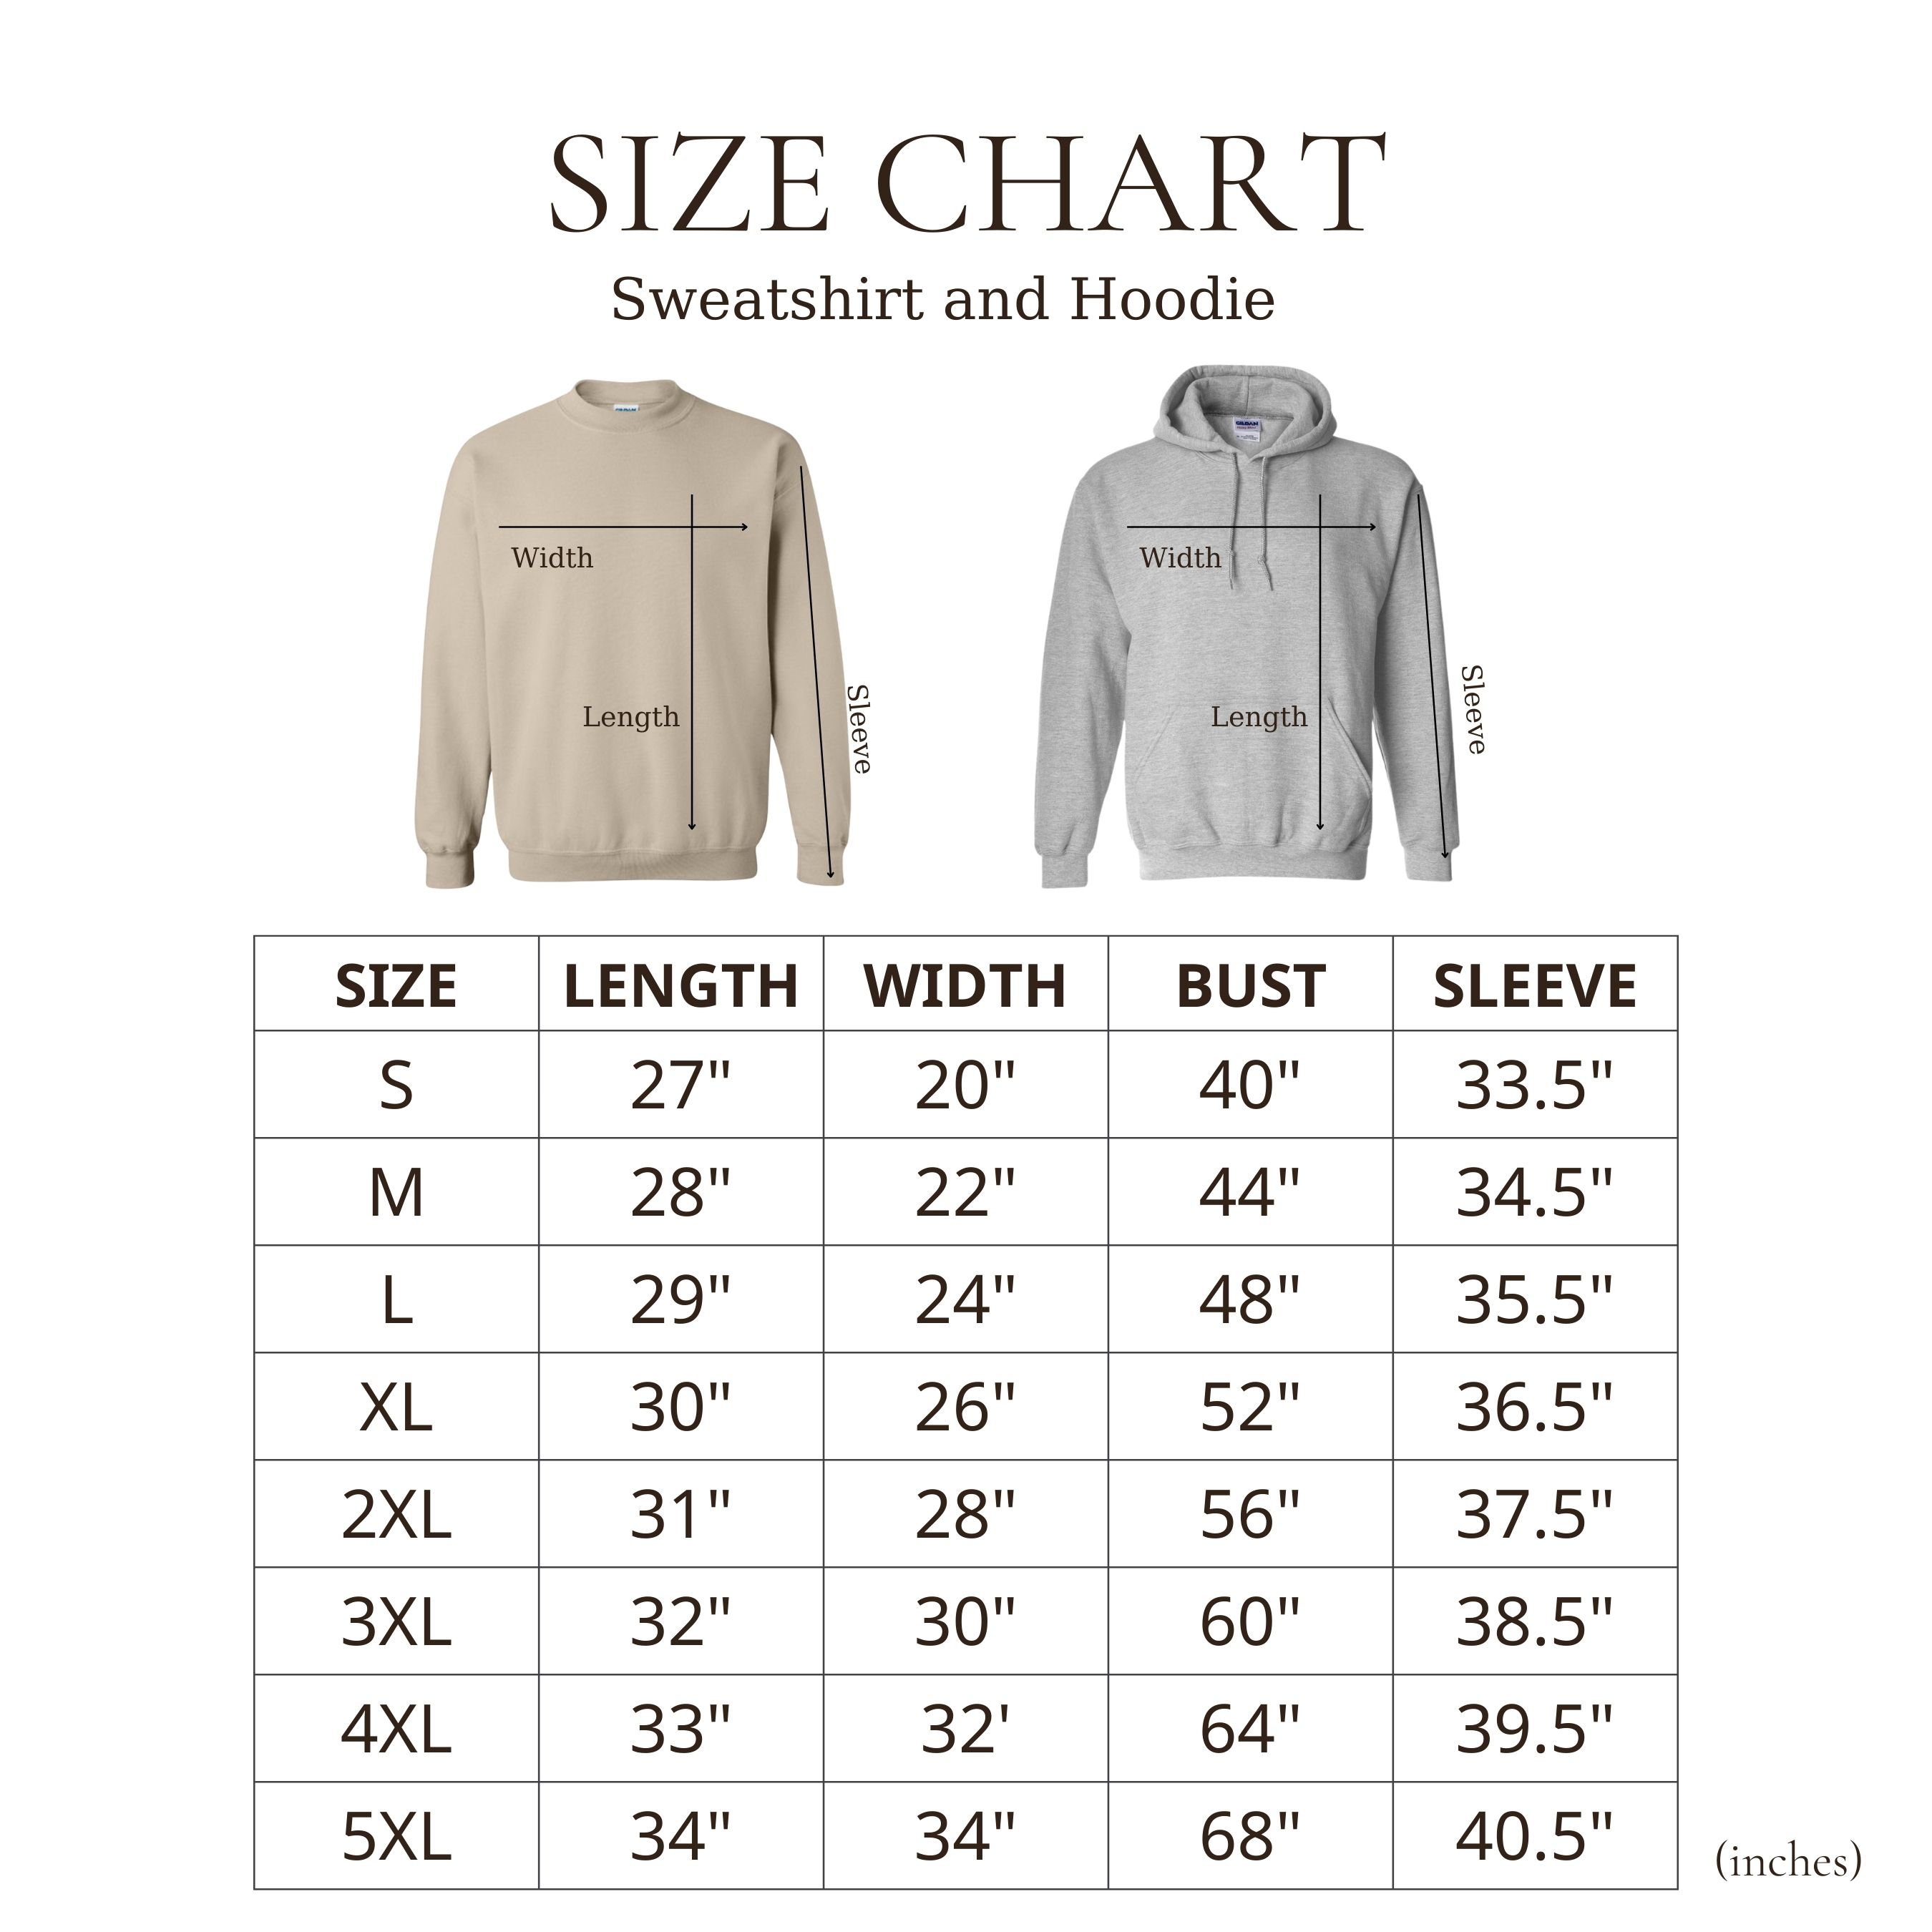 SIZE CHART
Sweatshirt and Hoodie
GILDAN
Width
Length
Sleeve
Width
Length
Sleeve
SIZE LENGTH WIDTH BUST SLEEVE
S 27" 20" 40" 33.5"
M 28" 22" 44" 34.5"
L 29" 24" 48" 35.5"
XL 30" 26" 52" 36.5"
2XL 31" 28" 56" 37.5"
3XL 32" 30" 60" 38.5"
4XL 33" 32' 64" 39.5"
5XL 34" 34" 68" 40.5"
(inches)